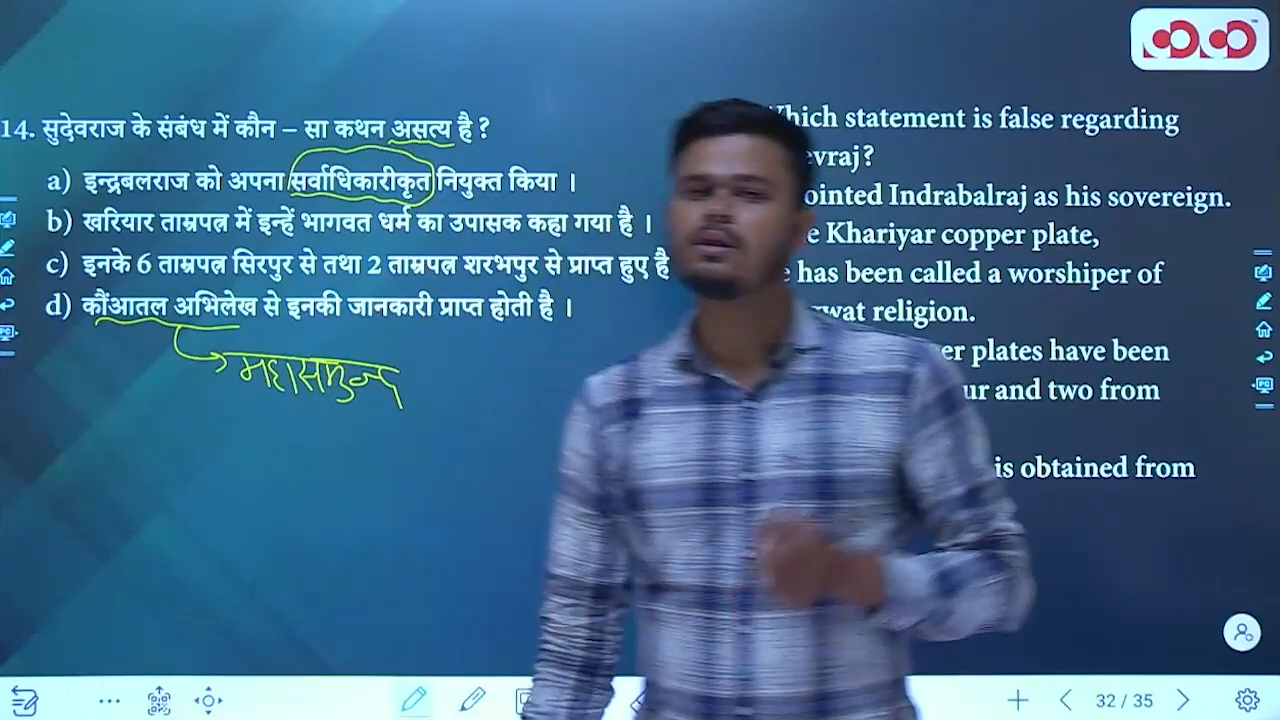 14. सुदेवराज के संबंध में कौन – सा कथन असत्य है ?
a) इन्द्रबलराज को अपना सर्वाधिकारीकृत नियुक्त किया ।
b) खरियार ताम्रपत्र में इन्हें भागवत धर्म का उपासक कहा गया है ।
c) इनके 6 ताम्रपत्र सिरपुर से तथा 2 ताम्रपत्र शरभपुर से प्राप्त हुए है
d) कौंआतल अभिलेख से इनकी जानकारी प्राप्त होती है ।
महासमुन्द
Which statement is false regarding
evraj?
ointed Indrabalraj as his sovereign.
e Khariyar copper plate,
e has been called a worshiper of
gwat religion.
er plates have been
ur and two from
is obtained from
32 / 35